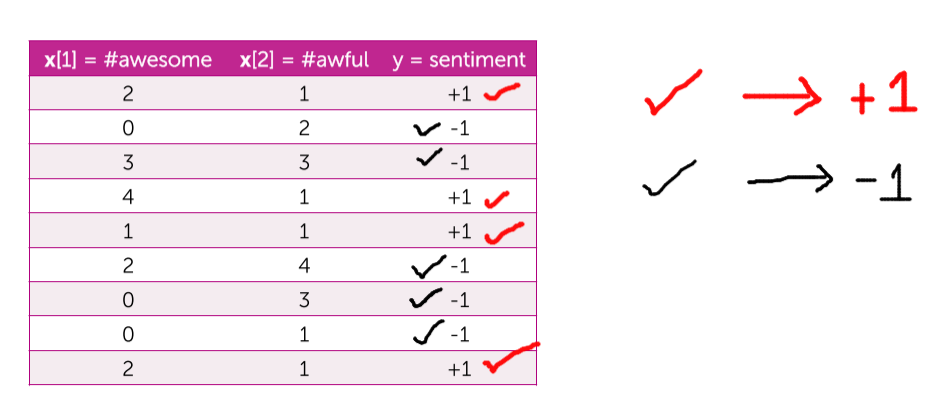 x[1] = #awesome x[2] = #awful y = sentiment
2 1 +1 ✓
0 2 ✓ -1
3 3 ✓ -1
4 1 +1 ✓
1 1 +1 ✓
2 4 ✓ -1
0 3 ✓ -1
0 1 ✓ -1
2 1 +1 ✓
✓ → +1
✓ → -1